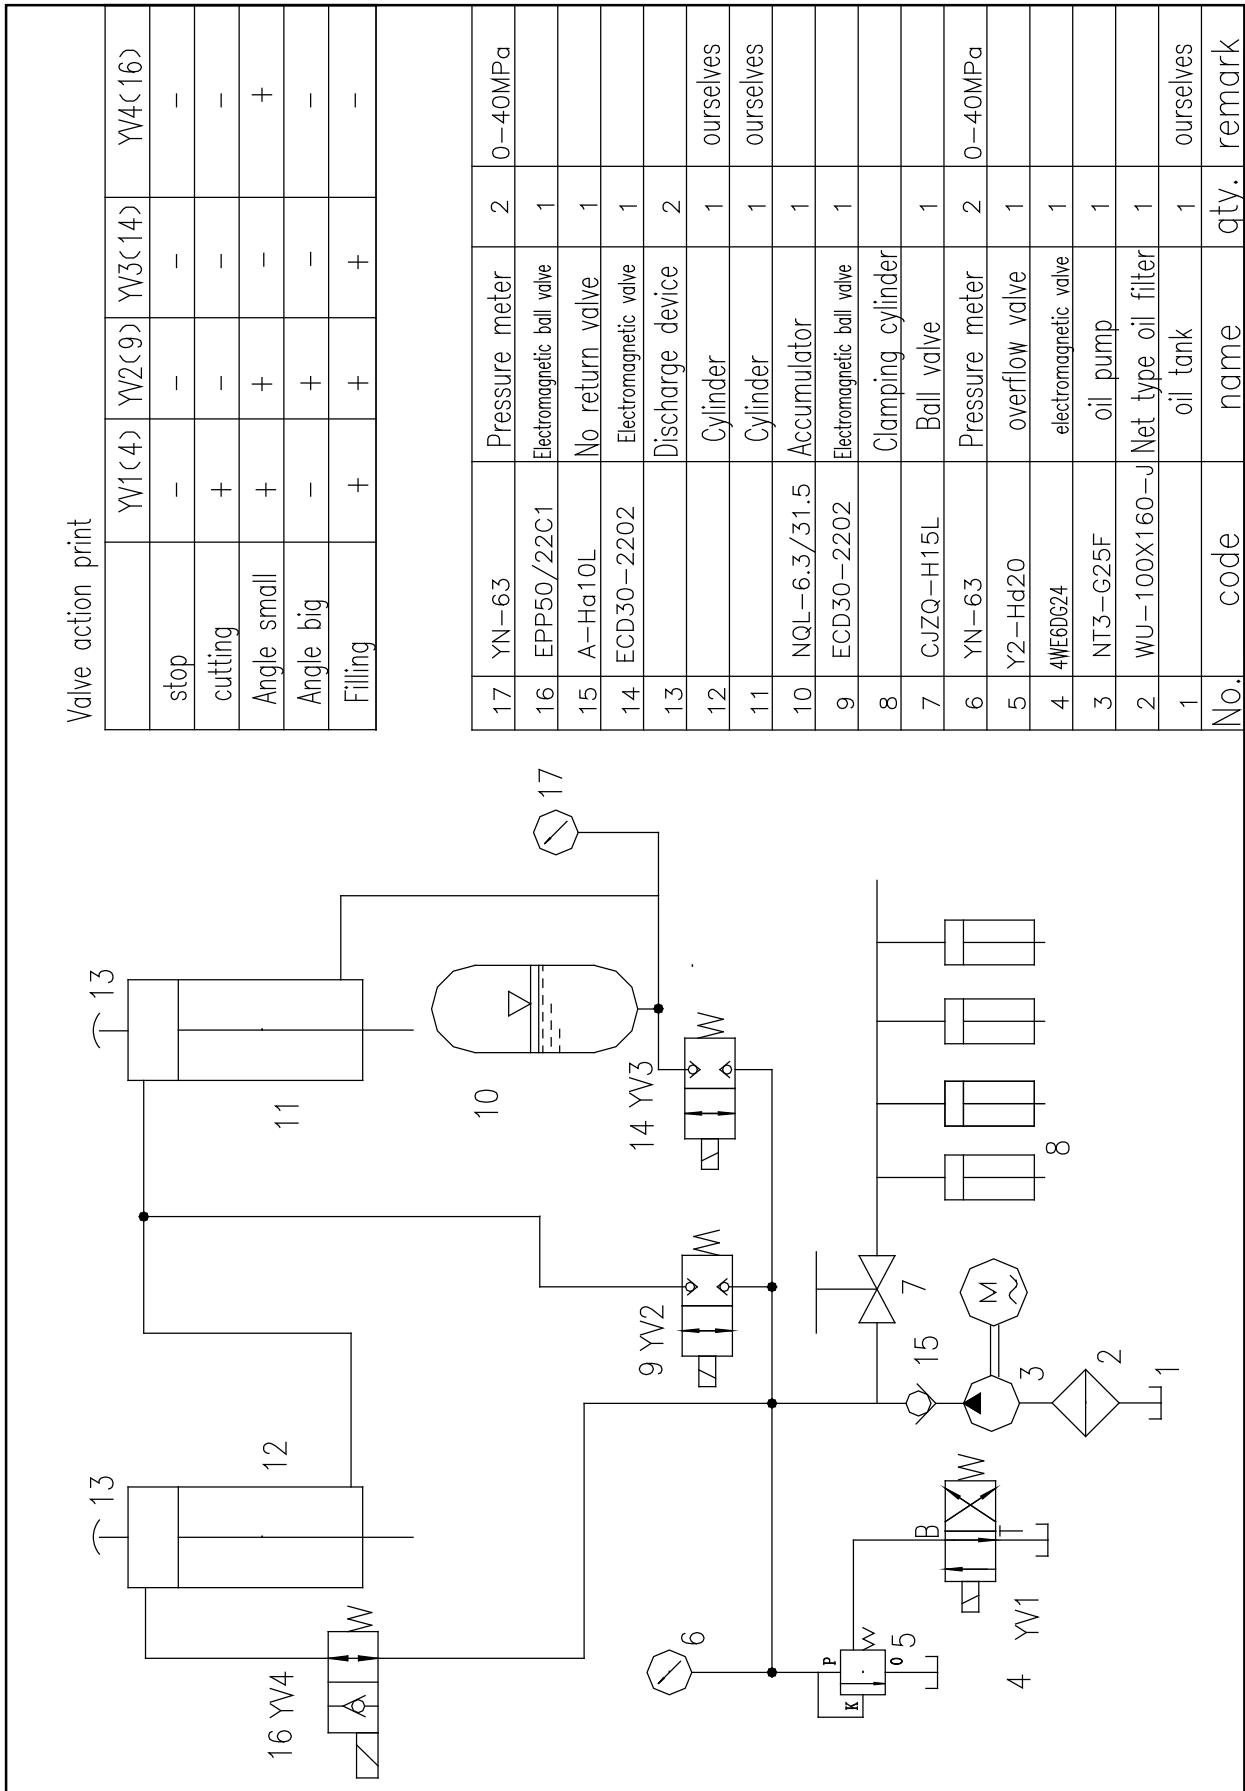 13
13
16 YV4
12
11
10
17
14 YV3
9 YV2
6
P
K
O
5
B
4 YV1
15
7
M
3
2
1
8
Valve action print
YV1(4) YV2(9) YV3(14) YV4(16)
stop - - - -
cutting + - - -
Angle small + + - +
Angle big - + - -
Filling + + + -
17 YN-63 Pressure meter 2 0-40MPa
16 EPP50/22C1 Electromagnetic ball valve 1
15 A-Ha10L No return valve 1
14 ECD30-2202 Electromagnetic valve 1
13 Discharge device 2
12 Cylinder 1 ourselves
11 Cylinder 1 ourselves
10 NQL-6.3/31.5 Accumulator 1
9 ECD30-2202 Electromagnetic ball valve 1
8 Clamping cylinder
7 CJZQ-H15L Ball valve 1
6 YN-63 Pressure meter 2 0-40MPa
5 Y2-Hd20 overflow valve 1
4 4WE6DG24 electromagnetic valve 1
3 NT3-G25F oil pump 1
2 WU-100X160-J Net type oil filter 1
1 oil tank 1 ourselves
No. code name qty. remark